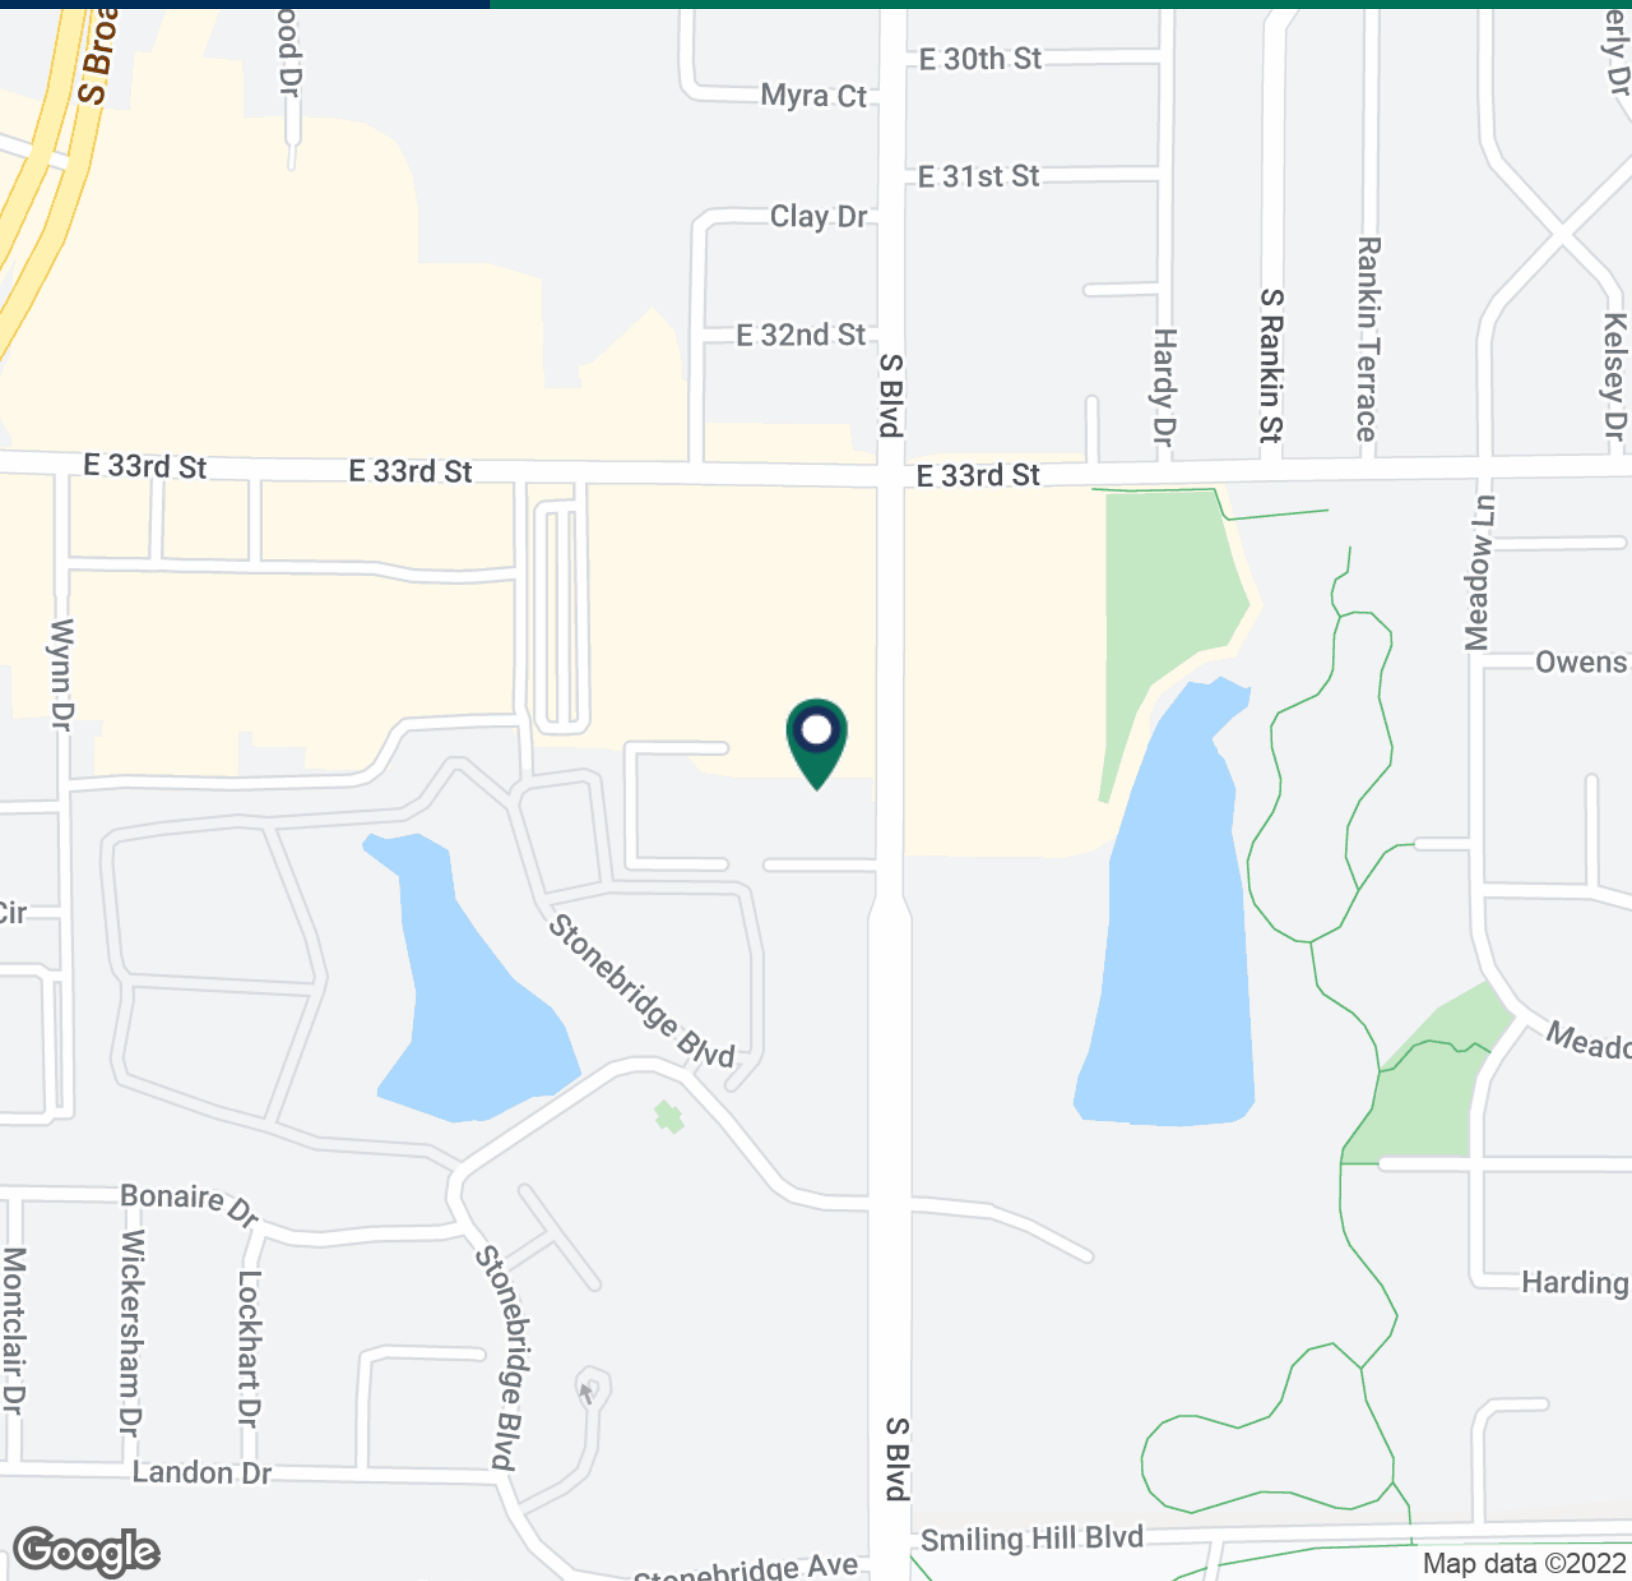 S Broa
ood Dr
E 30th St
erly Dr
Myra Ct
E 31st St
Clay Dr
Rankin Terrace
S Rankin St
E 32nd St
Hardy Dr
Kelsey Dr
S Blvd
E 33rd St
E 33rd St
E 33rd St
Meadow Ln
Wynn Dr
Owens
Cir
Stonebridge Blvd
Meado
Bonaire Dr
Montclair Dr
Wickersham Dr
Lockhart Dr
Stonebridge Blvd
Harding
S Blvd
Landon Dr
Smiling Hill Blvd
Stonebridge Ave
Google
Map data ©2022